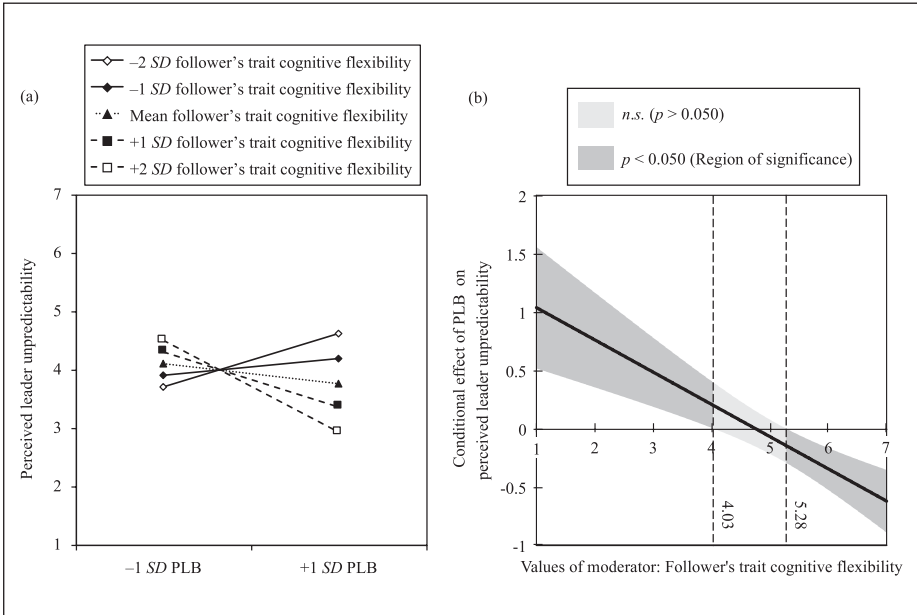 (a)
–2 SD follower's trait cognitive flexibility
–1 SD follower's trait cognitive flexibility
Mean follower's trait cognitive flexibility
+1 SD follower's trait cognitive flexibility
+2 SD follower's trait cognitive flexibility
Perceived leader unpredictability
7
6
5
4
3
2
1
–1 SD PLB
+1 SD PLB
(b)
n.s. (p > 0.050)
p < 0.050 (Region of significance)
Conditional effect of PLB on
perceived leader unpredictability
2
1.5
1
0.5
0
-0.5
-1
1 2 3 4 5 6 7
4.03
5.28
Values of moderator: Follower's trait cognitive flexibility